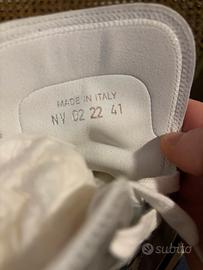 MADE IN ITALY
NV 02 22 41
subito